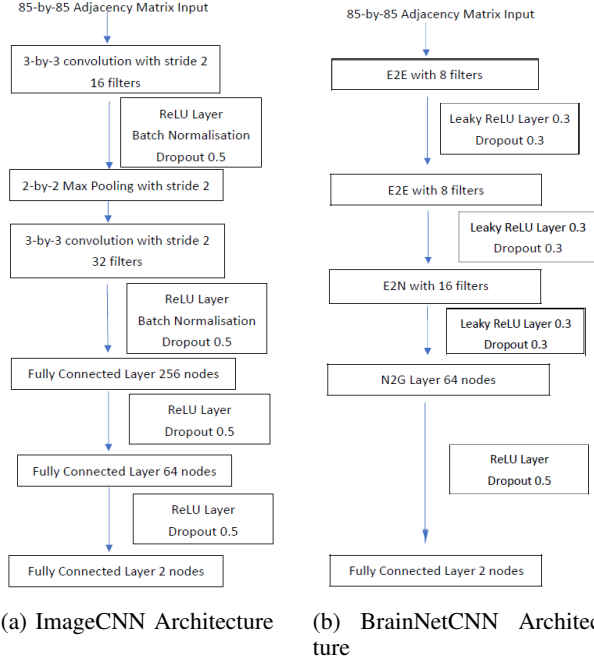 85-by-85 Adjacency Matrix Input
3-by-3 convolution with stride 2
16 filters
ReLU Layer
Batch Normalisation
Dropout 0.5
2-by-2 Max Pooling with stride 2
3-by-3 convolution with stride 2
32 filters
ReLU Layer
Batch Normalisation
Dropout 0.5
Fully Connected Layer 256 nodes
ReLU Layer
Dropout 0.5
Fully Connected Layer 64 nodes
ReLU Layer
Dropout 0.5
Fully Connected Layer 2 nodes
(a) ImageCNN Architecture
85-by-85 Adjacency Matrix Input
E2E with 8 filters
Leaky ReLU Layer 0.3
Dropout 0.3
E2E with 8 filters
Leaky ReLU Layer 0.3
Dropout 0.3
E2N with 16 filters
Leaky ReLU Layer 0.3
Dropout 0.3
N2G Layer 64 nodes
ReLU Layer
Dropout 0.5
Fully Connected Layer 2 nodes
(b) BrainNetCNN Architec
ture